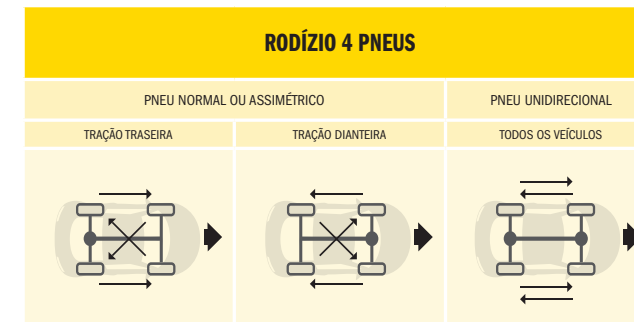 RODÍZIO 4 PNEUS
PNEU NORMAL OU ASSIMÉTRICO
PNEU UNIDIRECIONAL
TRAÇÃO TRASEIRA
TRAÇÃO DIANTEIRA
TODOS OS VEÍCULOS